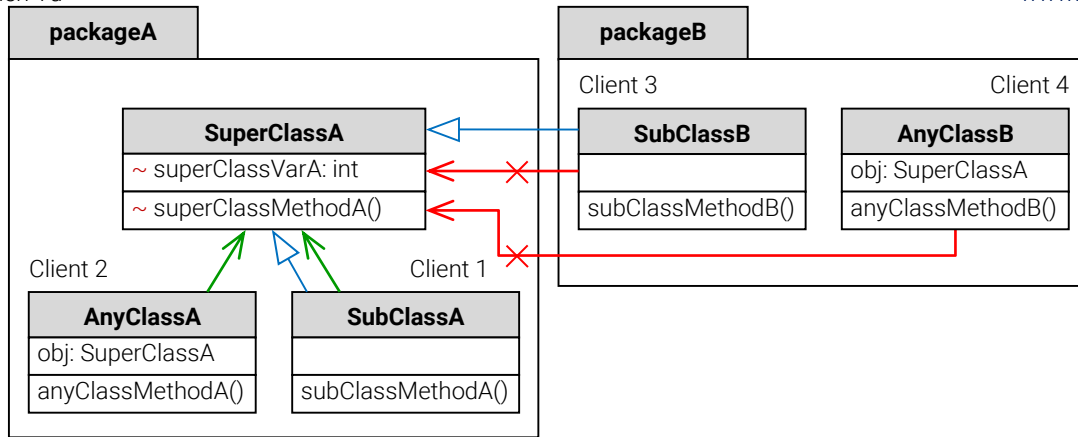 packageA
packageB
Client 3
Client 4
SuperClassA
SubClassB
AnyClassB
~ superClassVarA: int
obj: SuperClassA
~ superClassMethodA()
subClassMethodB()
anyClassMethodB()
Client 2
Client 1
AnyClassA
SubClassA
obj: SuperClassA
anyClassMethodA()
subClassMethodA()